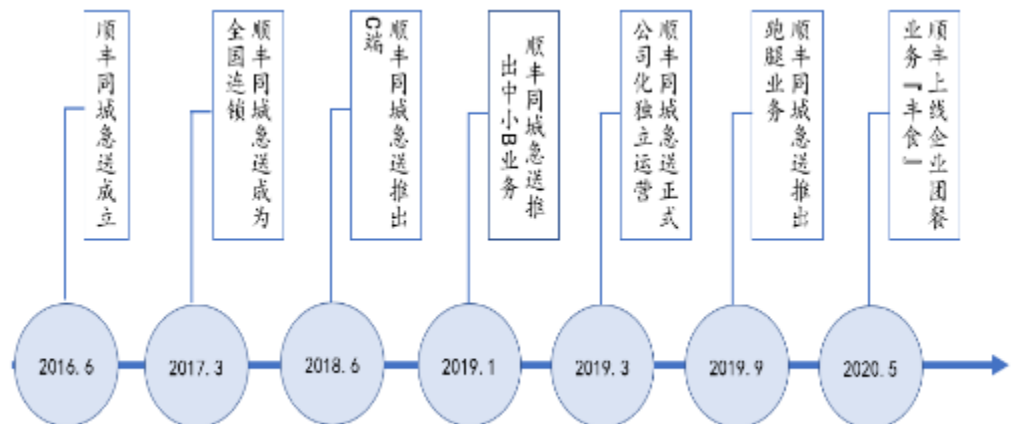 顺丰同城急送成立
顺丰同城急送成为
全国连锁
顺丰同城急送推出
C端
顺丰同城急送推
出中小B业务
顺丰同城急送正式
公司化独立运营
顺丰同城急送推出
跑腿业务
顺丰上线企业团餐
业务『丰食』
2016.6
2017.3
2018.6
2019.1
2019.3
2019.9
2020.5